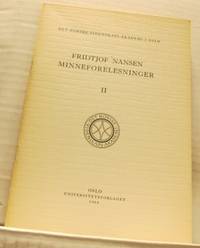 DET NORSKE VIDENSKAPS-AKADEMI I OSLO
FRIDTJOF NANSEN
MINNEFORELESNINGER
II
OSLO
UNIVERSITETSFORLAGET